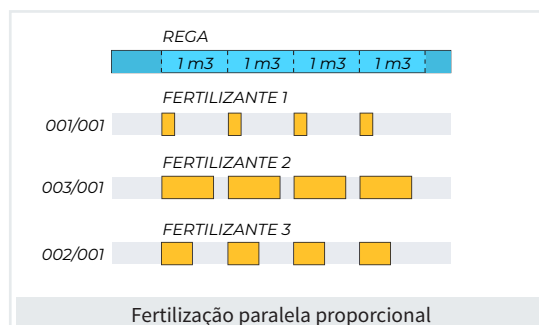 REGA
1 m3 1 m3 1 m3 1 m3
FERTILIZANTE 1
001/001
FERTILIZANTE 2
003/001
FERTILIZANTE 3
002/001
Fertilização paralela proporcional